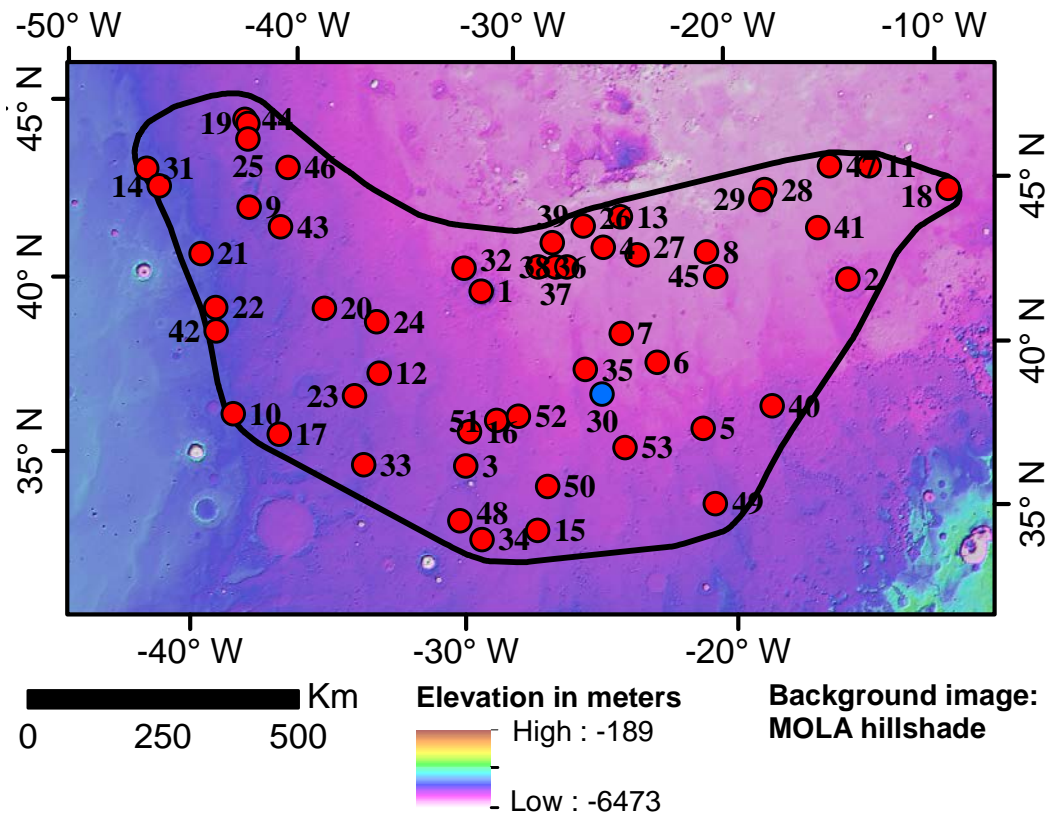 -50° W -40° W -30° W -20° W -10° W
45° N
40° N
35° N
45° N
40° N
35° N
19 44
25 46
31
14
9
43
21
22
42
20
24
12
23
10
17
33
39 26 13
4 27
32 38 36
37
1
29 28
47 11
18
41
8
45
2
7
35 6
30
40
5
53
51 16 52
3
50
48
34 15
49
-40° W -30° W -20° W
Km
0 250 500
Elevation in meters
High : -189
Low : -6473
Background image:
MOLA hillshade